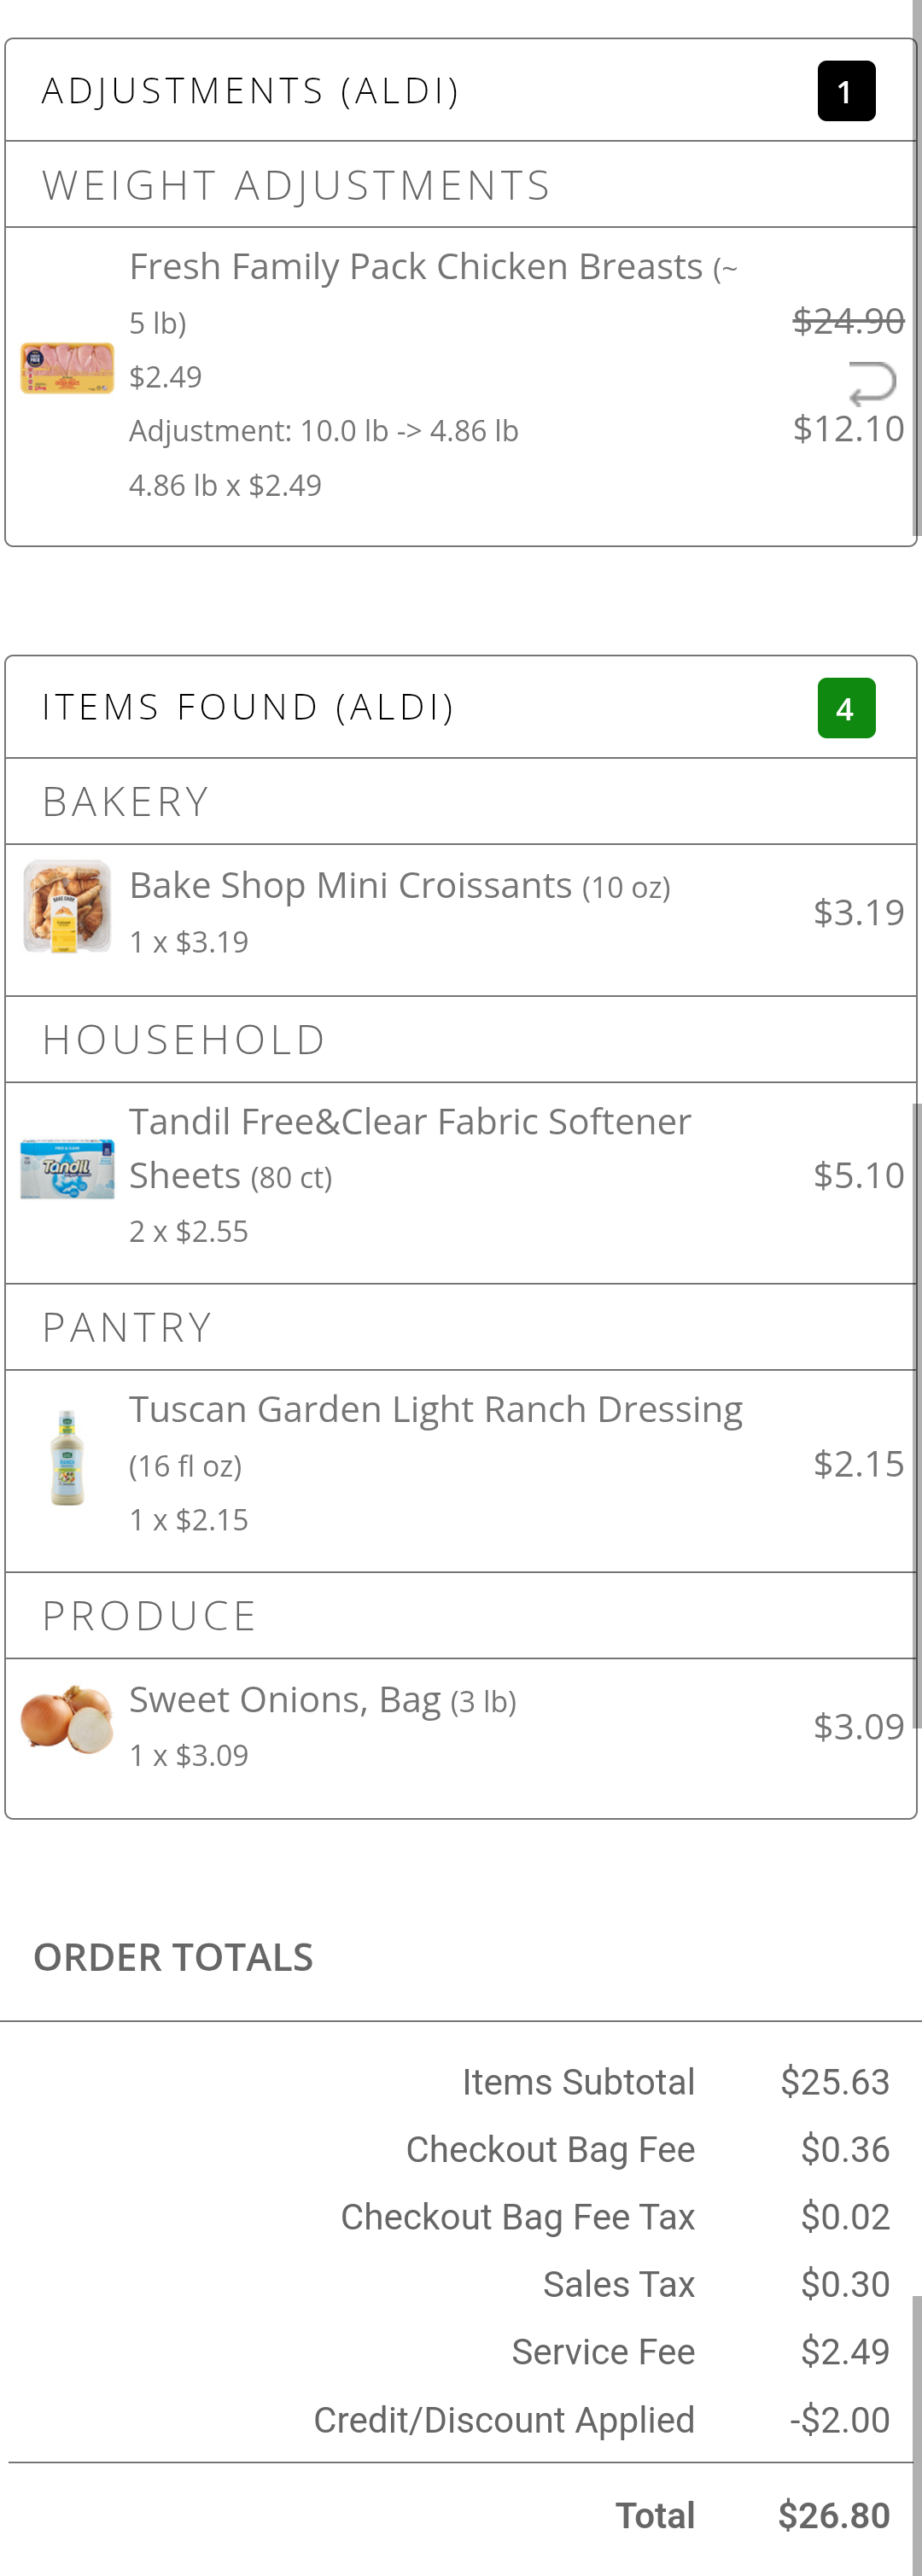 ADJUSTMENTS (ALDI) 1
WEIGHT ADJUSTMENTS
Fresh Family Pack Chicken Breasts (~
5 lb)
$24.90
$2.49
Adjustment: 10.0 lb -> 4.86 lb
$12.10
4.86 lb x $2.49
ITEMS FOUND (ALDI) 4
BAKERY
Bake Shop Mini Croissants (10 oz)
$3.19
1 x $3.19
HOUSEHOLD
Tandil Free&Clear Fabric Softener
Tandil
Sheets (80 ct)
$5.10
2 x $2.55
PANTRY
Tuscan Garden Light Ranch Dressing
(16 fl oz)
$2.15
1 x $2.15
PRODUCE
Sweet Onions, Bag (3 lb)
$3.09
1 x $3.09
ORDER TOTALS
Items Subtotal $25.63
Checkout Bag Fee $0.36
Checkout Bag Fee Tax $0.02
Sales Tax $0.30
Service Fee $2.49
Credit/Discount Applied -$2.00
Total $26.80